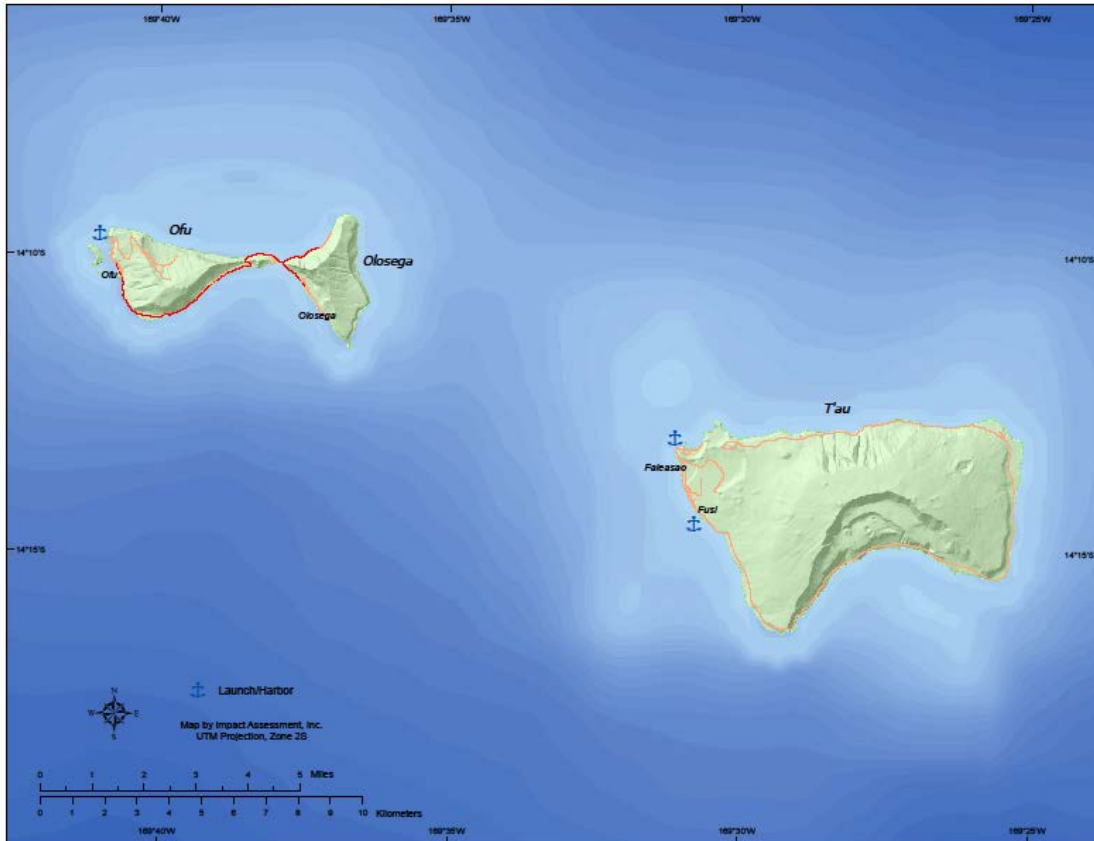 169°40'W
169°35'W
169°30'W
169°25'W
Ofu
14°10'S
Olosega
14°10'S
Ofu
Olosega
T'au
Faleasao
Fusi
14°15'S
14°15'S
Launch/Harbor
N
W
E
S
Map by Impact Assessment, Inc.
UTM Projection, Zone 2S
0 1 2 3 4 5 Miles
0 1 2 3 4 5 6 7 8 9 10 Kilometers
169°40'W
169°35'W
169°30'W
169°25'W